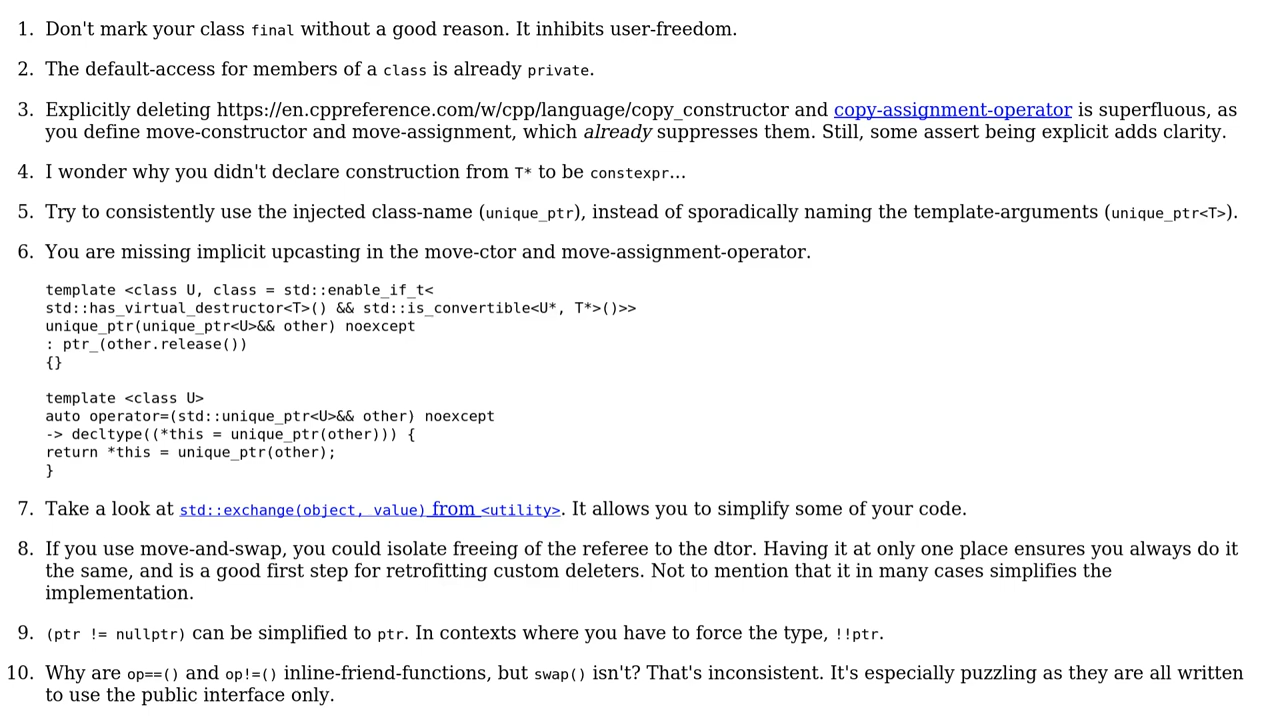 1. Don't mark your class final without a good reason. It inhibits user-freedom.
2. The default-access for members of a class is already private.
3. Explicitly deleting https://en.cppreference.com/w/cpp/language/copy_constructor and copy-assignment-operator is superfluous, as
you define move-constructor and move-assignment, which already suppresses them. Still, some assert being explicit adds clarity.
4. I wonder why you didn't declare construction from T* to be constexpr...
5. Try to consistently use the injected class-name (unique_ptr), instead of sporadically naming the template-arguments (unique_ptr<T>).
6. You are missing implicit upcasting in the move-ctor and move-assignment-operator.
template <class U, class = std::enable_if_t<
std::has_virtual_destructor<T>() && std::is_convertible<U*, T*>()>>
unique_ptr(unique_ptr<U>&& other) noexcept
: ptr_(other.release())
{}
template <class U>
auto operator=(std::unique_ptr<U>&& other) noexcept
-> decltype((*this = unique_ptr(other))) {
return *this = unique_ptr(other);
}
7. Take a look at std::exchange(object, value) from <utility>. It allows you to simplify some of your code.
8. If you use move-and-swap, you could isolate freeing of the referee to the dtor. Having it at only one place ensures you always do it
the same, and is a good first step for retrofitting custom deleters. Not to mention that it in many cases simplifies the
implementation.
9. (ptr != nullptr) can be simplified to ptr. In contexts where you have to force the type, !!ptr.
10. Why are op==() and op!=() inline-friend-functions, but swap() isn't? That's inconsistent. It's especially puzzling as they are all written
to use the public interface only.